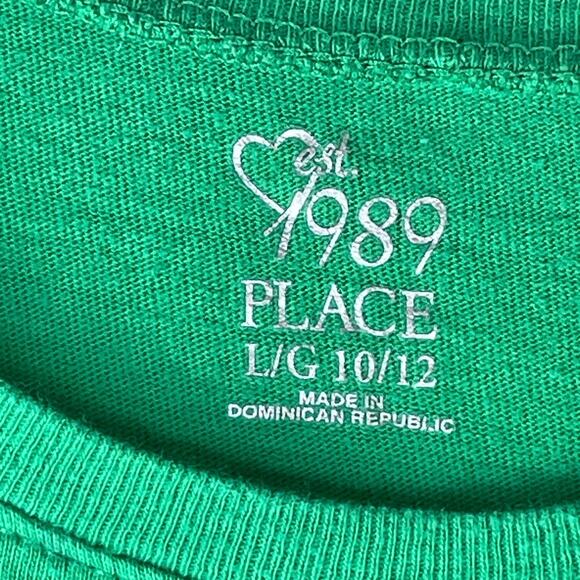 est.
1989
PLACE
L/G 10/12
MADE IN
DOMINICAN REPUBLIC